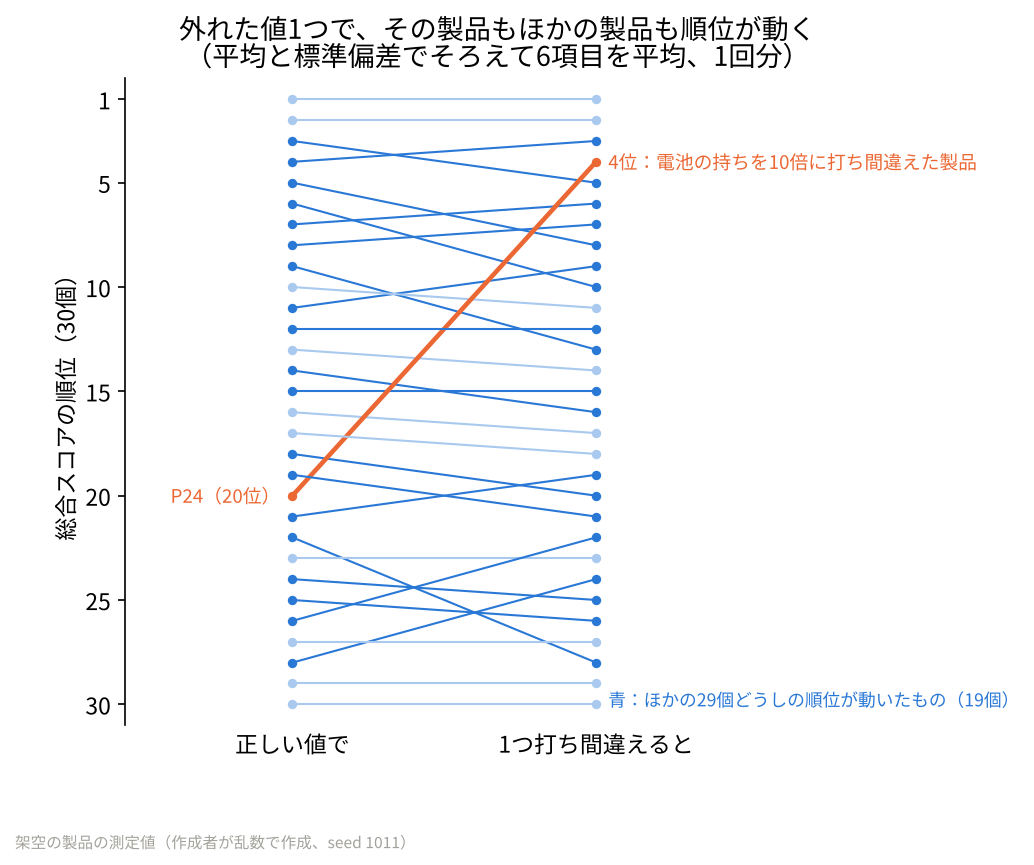 外れた値1つで、その製品もほかの製品も順位が動く
（平均と標準偏差でそろえて6項目を平均、1回分）
総合スコアの順位（30個）
1
5
10
15
20
25
30
4位：電池の持ちを10倍に打ち間違えた製品
P24（20位）
青：ほかの29個どうしの順位が動いたもの（19個）
正しい値で
1つ打ち間違えると
架空の製品の測定値（作成者が乱数で作成、seed 1011）